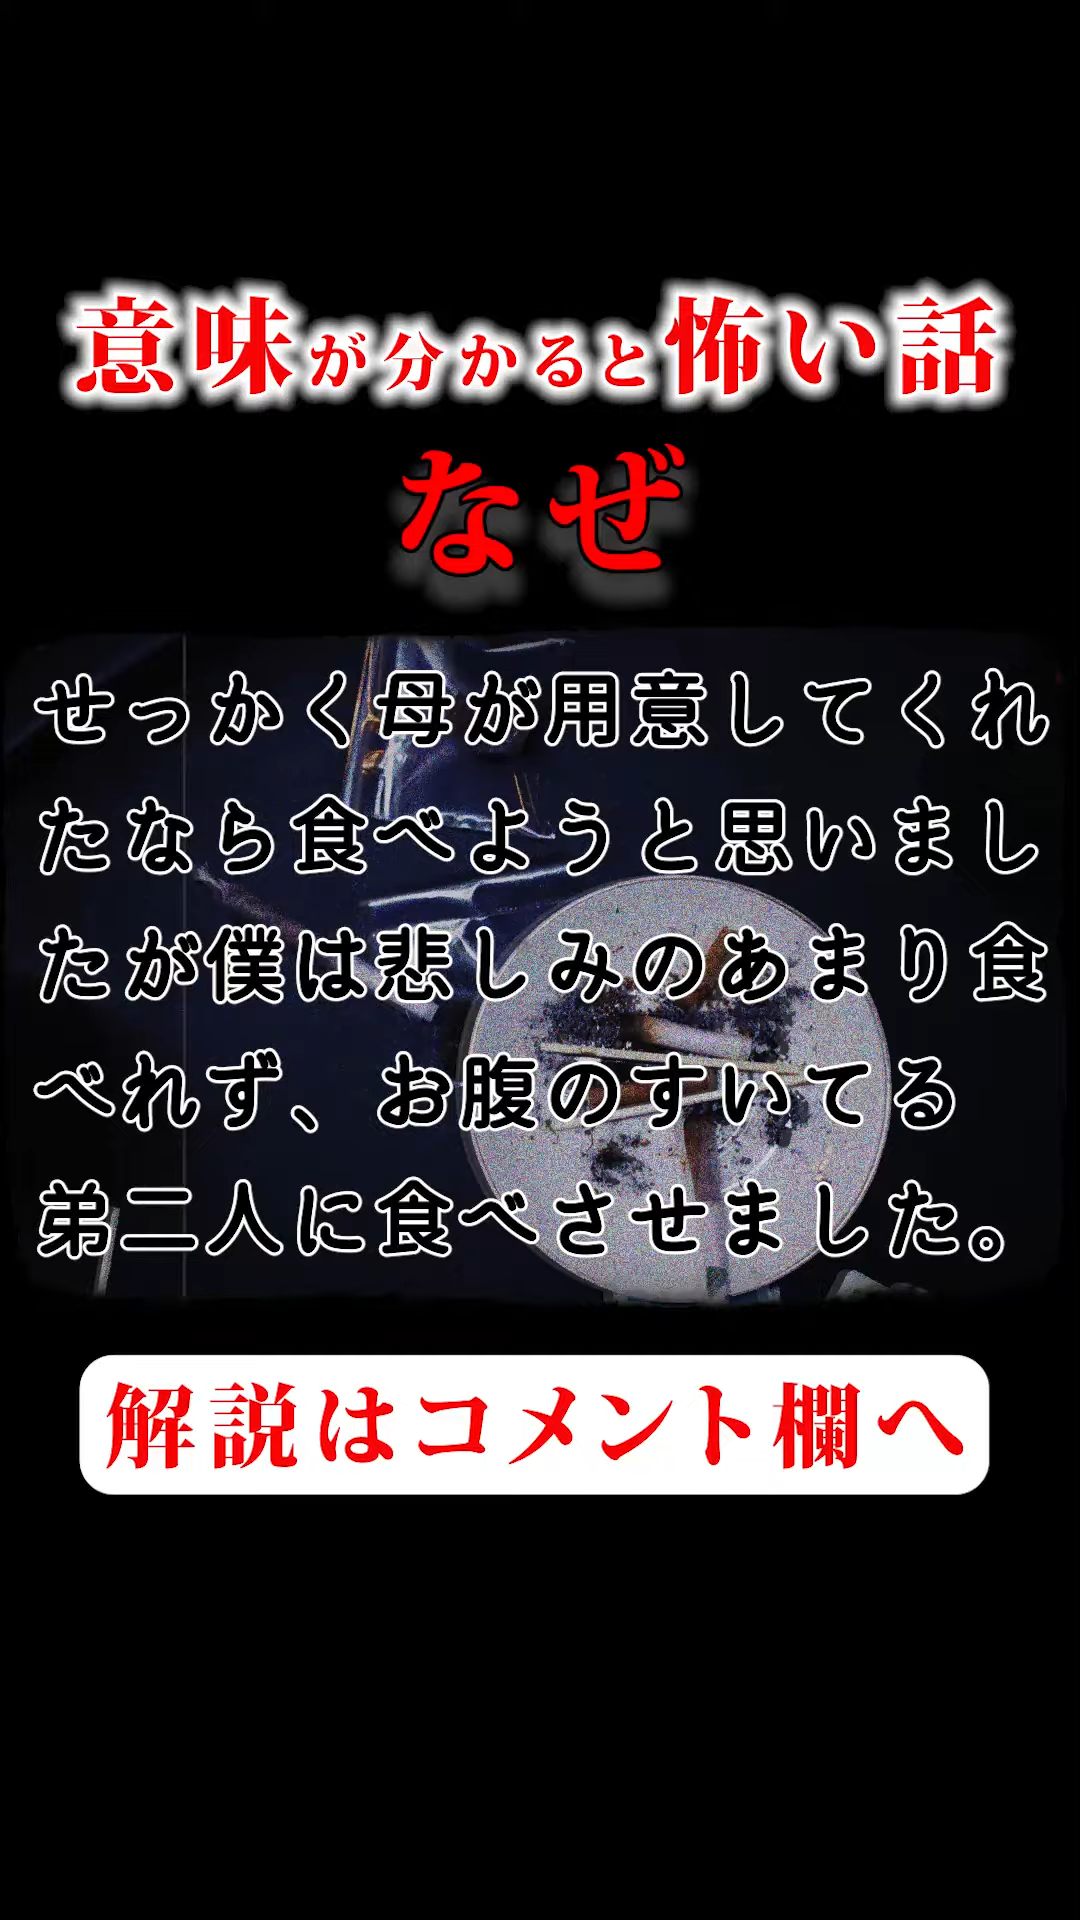 意味が分かると怖い話
なぜ
せっかく母が用意してくれ
たなら食べようと思いまし
たが僕は悲しみのあまり食
べれず、お腹のすいてる
弟二人に食べさせました。
解説はコメント欄へ